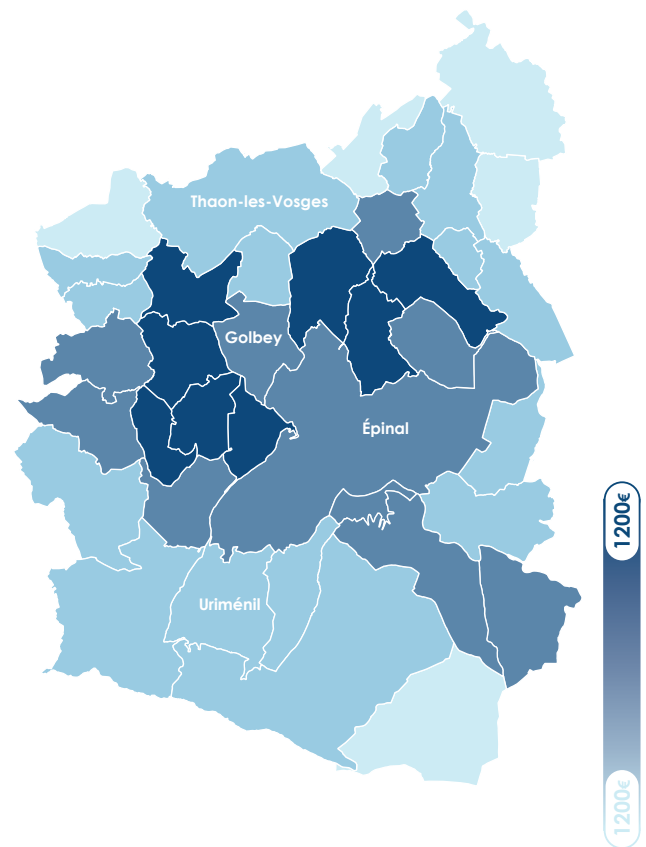 Thaon-les-Vosges
Golbey
Épinal
Uriménil
1200€
1200€